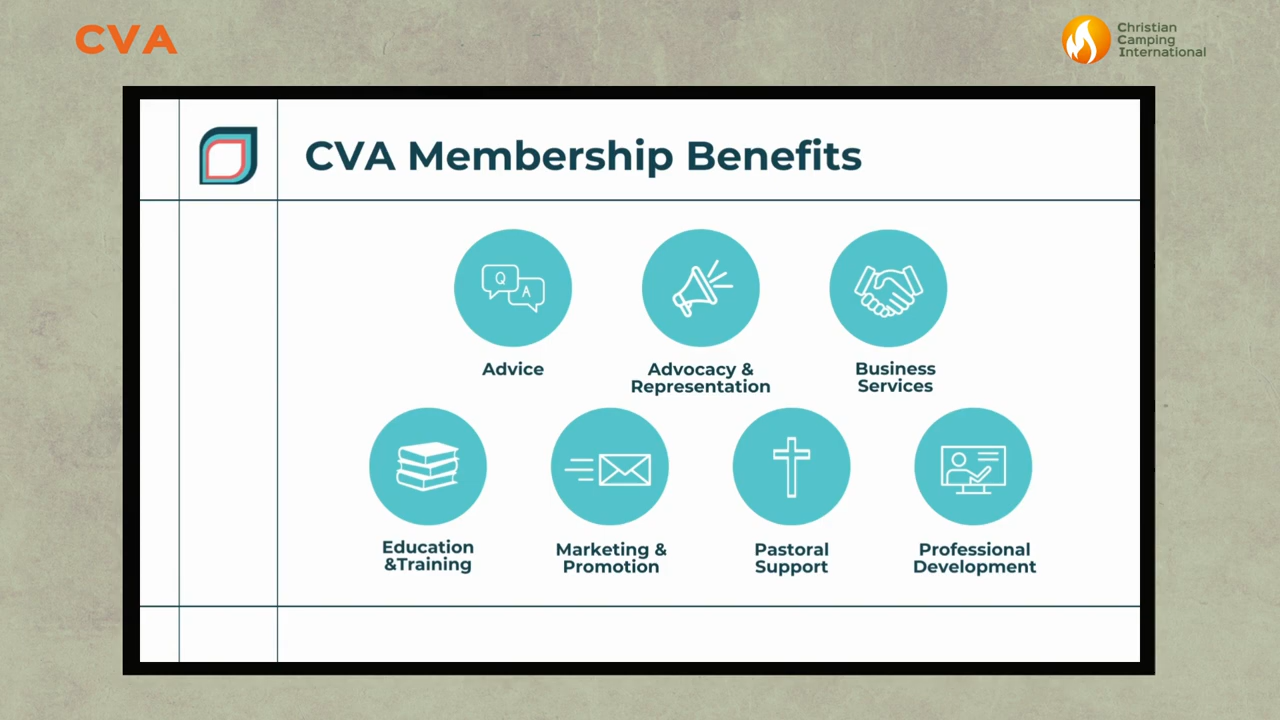 CVA
Christian
Camping
International
CVA Membership Benefits
Q
A
Advice
Advocacy &
Representation
Business
Services
Education
&Training
Marketing &
Promotion
Pastoral
Support
Professional
Development